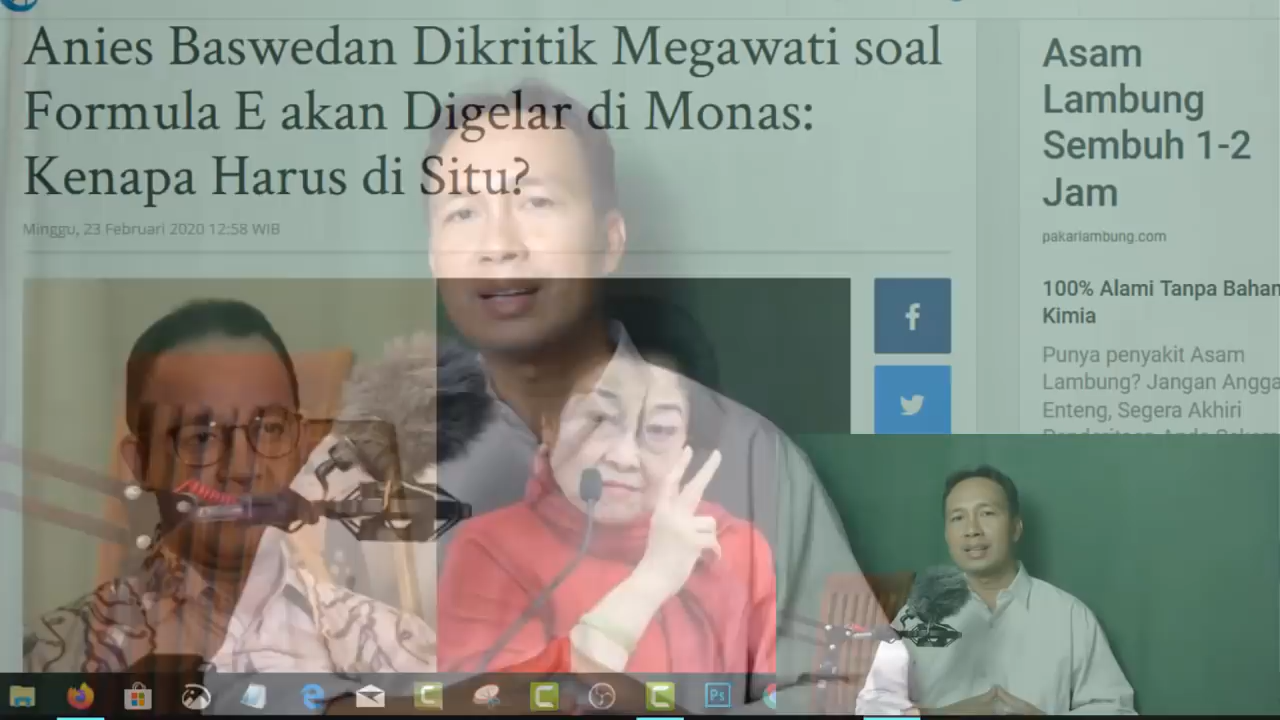 Anies Baswedan Dikritik Megawati soal
Formula E akan Digelar di Monas:
Kenapa Harus di Situ?
Minggu, 23 Februari 2020 12:58 WIB
Asam
Lambung
Sembuh 1-2
Jam
pakarlambung.com
100% Alami Tanpa Bahan
Kimia
Punya penyakit Asam
Lambung? Jangan Angga
Enteng, Segera Akhiri
Ps